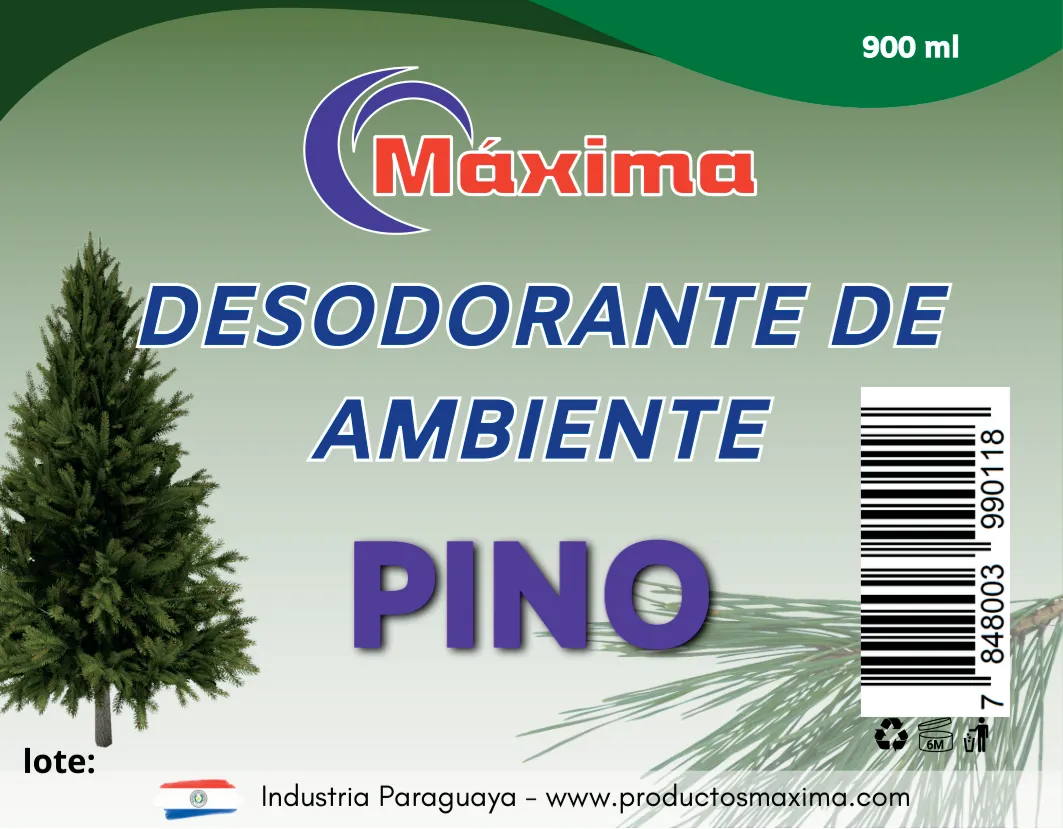 900 ml
Máxima
DESODORANTE DE
AMBIENTE
PINO
7 848003 990118
6M
lote:
Industria Paraguaya - www.productosmaxima.com